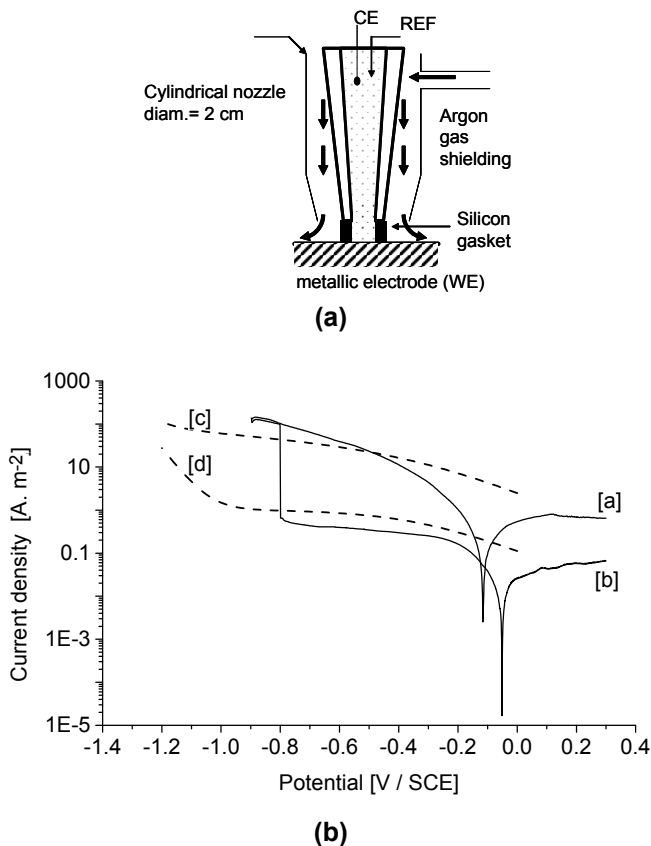 CE
REF
Cylindrical nozzle
diam.= 2 cm
Argon
gas
shielding
Silicon
gasket
metallic electrode (WE)
(a)
1000
10
0.1
1E-3
1E-5
Current density [A. m-2]
[c]
[d]
[a]
[b]
-1.4
-1.2
-1.0
-0.8
-0.6
-0.4
-0.2
0.0
0.2
0.4
Potential [V / SCE]
(b)